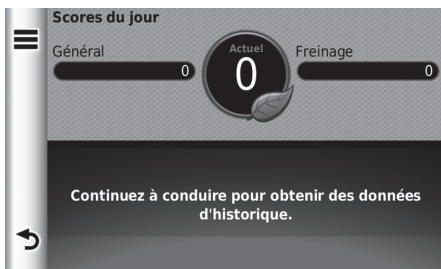 Scores du jour
Général
Actuel
Freinage
0
0
0
Continuez à conduire pour obtenir des données
d'historique.